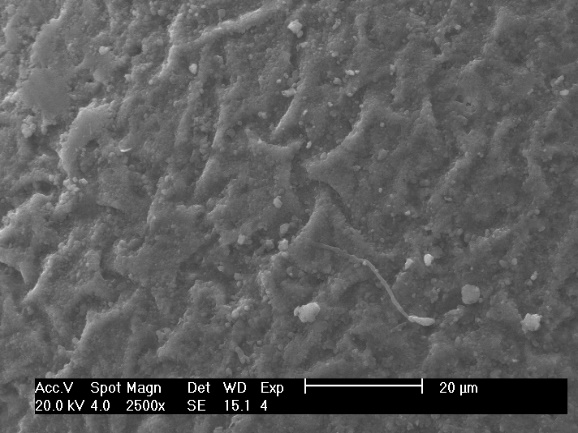 Acc.V Spot Magn Det WD Exp 20 µm
20.0 kV 4.0 2500x SE 15.1 4